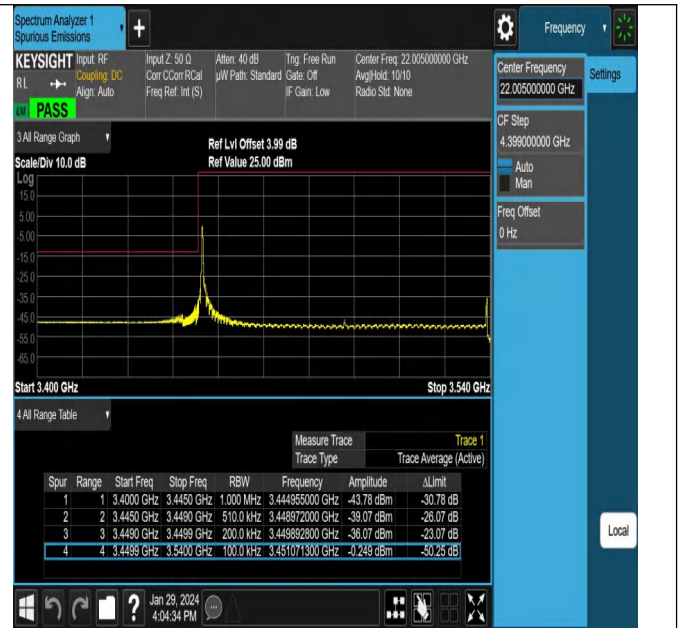 Spectrum Analyzer 1
Spurious Emissions
Frequency
KEYSIGHT Input: RF Input Z: 50 Ω Atten: 40 dB Trig: Free Run Center Freq: 22.005000000 GHz
RL Coupling: DC Corr CCorr RCal µW Path: Standard Gate: Off Avg|Hold: 10/10
Align: Auto Freq Ref: Int (S) IF Gain: Low Radio Std: None
PASS
Center Frequency
22.005000000 GHz
Settings
CF Step
4.399000000 GHz
Auto
Man
Freq Offset
0 Hz
3 All Range Graph
Ref Lvl Offset 3.99 dB
Scale/Div 10.0 dB Ref Value 25.00 dBm
Log
15.0
5.00
-5.00
-15.0
-25.0
-35.0
-45.0
-55.0
-65.0
Start 3.400 GHz Stop 3.540 GHz
4 All Range Table
Measure Trace Trace 1
Trace Type Trace Average (Active)
Spur Range Start Freq Stop Freq RBW Frequency Amplitude ΔLimit
1 1 3.4000 GHz 3.4450 GHz 1.000 MHz 3.444955000 GHz -43.78 dBm -30.78 dB
2 2 3.4450 GHz 3.4490 GHz 510.0 kHz 3.448972000 GHz -39.07 dBm -26.07 dB
3 3 3.4490 GHz 3.4499 GHz 200.0 kHz 3.449892800 GHz -36.07 dBm -23.07 dB
4 4 3.4499 GHz 3.5400 GHz 100.0 kHz 3.451071300 GHz -0.249 dBm -50.25 dB
Local
? Jan 29, 2024
4:04:34 PM